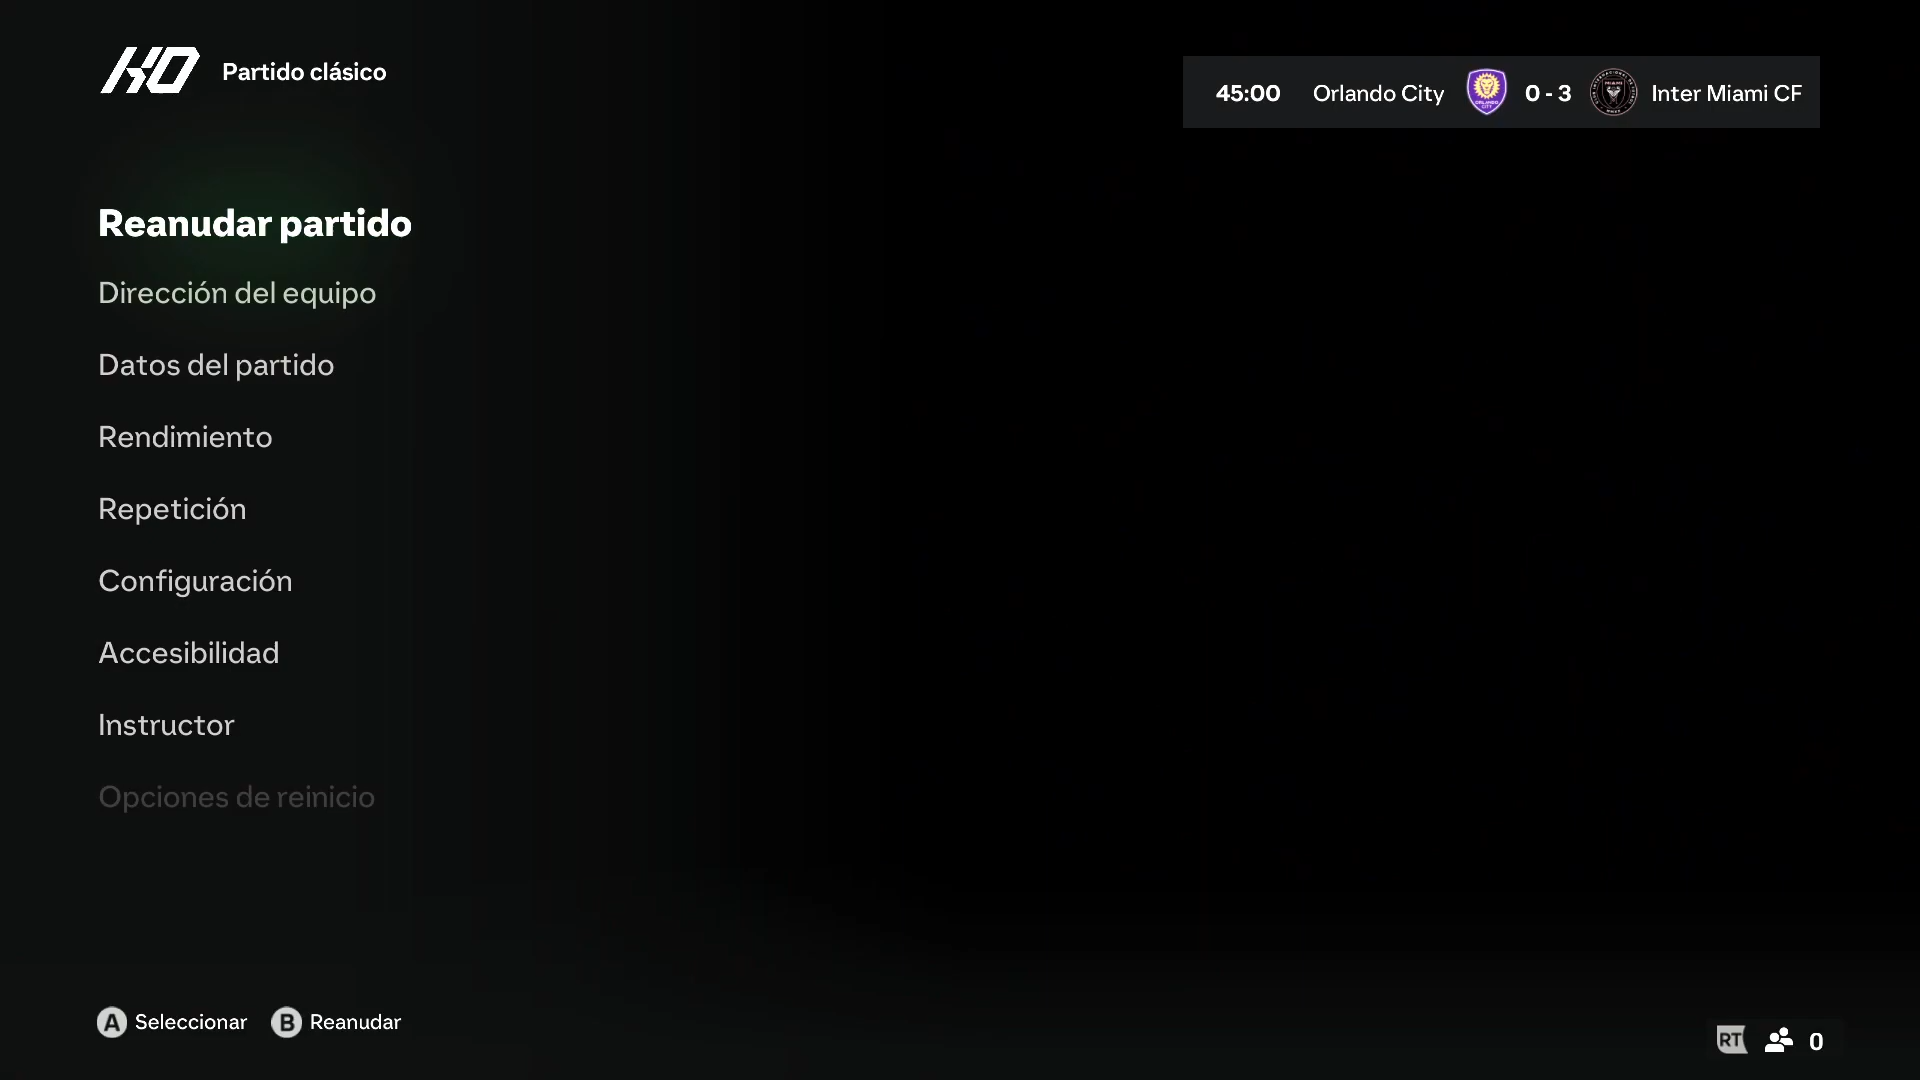 KO Partido clásico
45:00 Orlando City 0 - 3 Inter Miami CF
Reanudar partido
Dirección del equipo
Datos del partido
Rendimiento
Repetición
Configuración
Accesibilidad
Instructor
Opciones de reinicio
A Seleccionar B Reanudar
RT 0